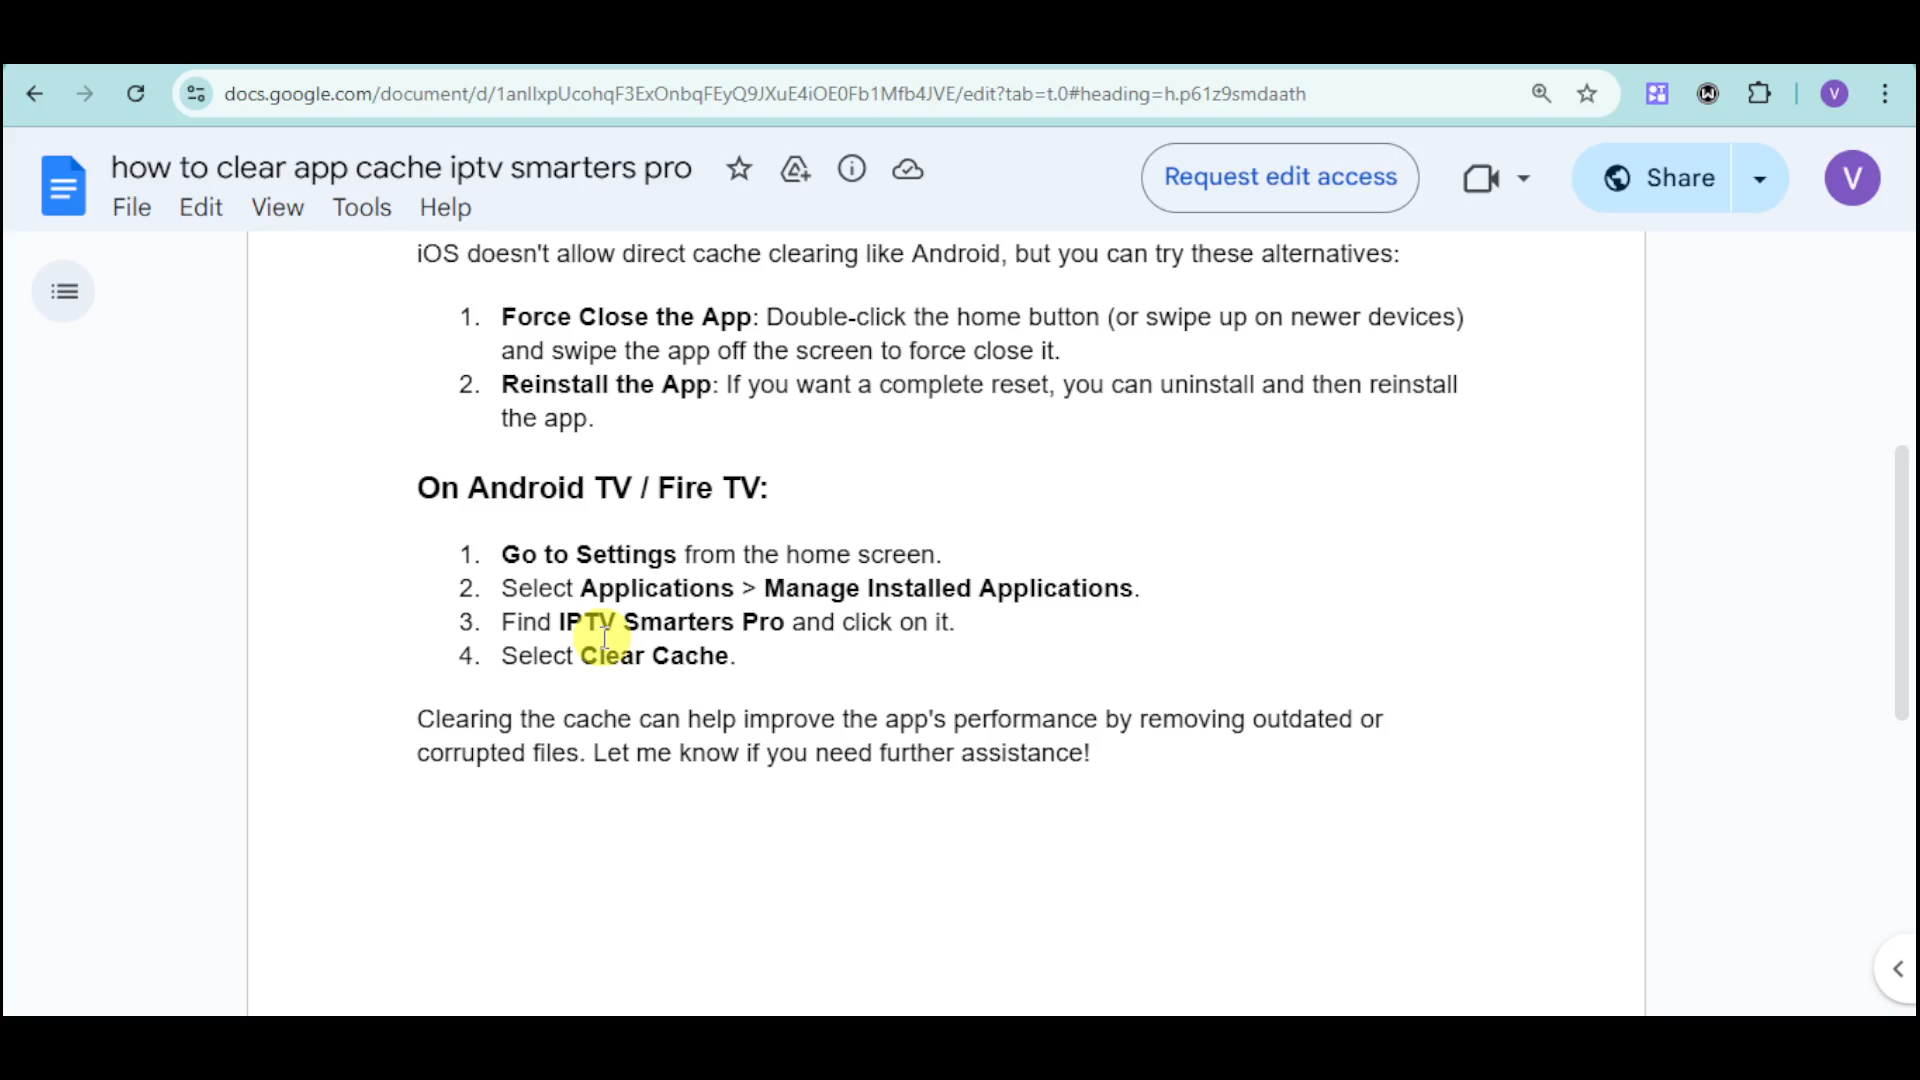 docs.google.com/document/d/1anllxpUcohqF3ExOnbqFEyQ9JXuE4iOE0Fb1Mfb4JVE/edit?tab=t.0#heading=h.p61z9smdaath
V
how to clear app cache iptv smarters pro
Request edit access
Share
V
File Edit View Tools Help
iOS doesn't allow direct cache clearing like Android, but you can try these alternatives:
1. Force Close the App: Double-click the home button (or swipe up on newer devices)
and swipe the app off the screen to force close it.
2. Reinstall the App: If you want a complete reset, you can uninstall and then reinstall
the app.
On Android TV / Fire TV:
1. Go to Settings from the home screen.
2. Select Applications > Manage Installed Applications.
3. Find IPTV Smarters Pro and click on it.
4. Select Clear Cache.
Clearing the cache can help improve the app's performance by removing outdated or
corrupted files. Let me know if you need further assistance!